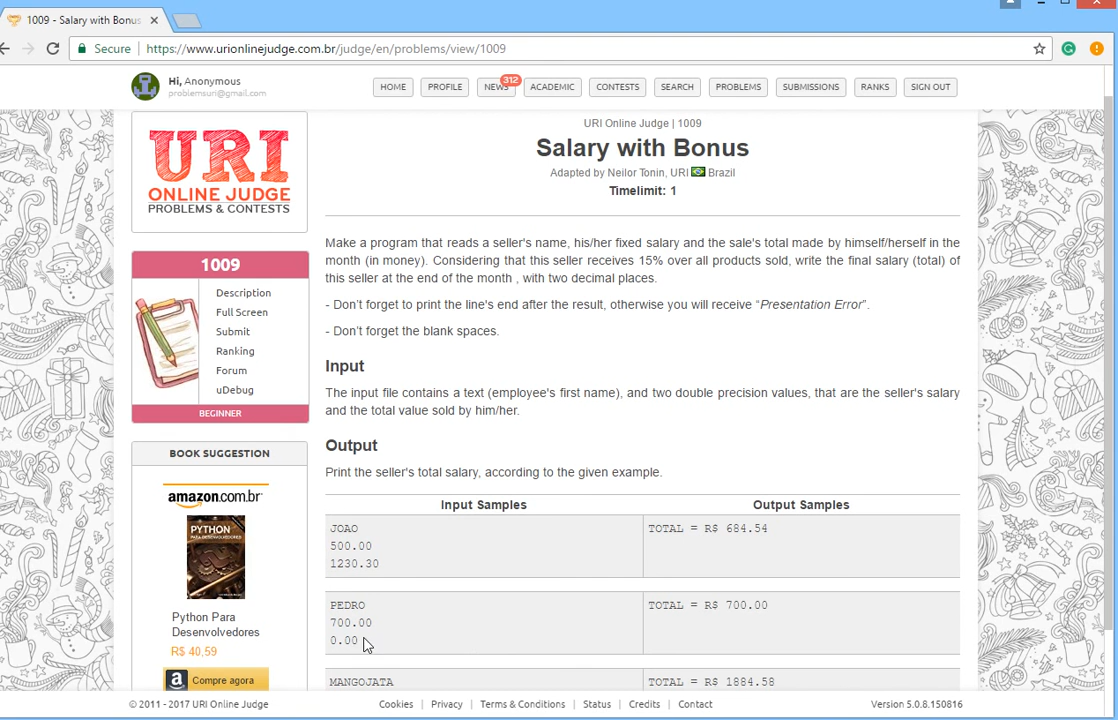 1009 - Salary with Bonus
Secure https://www.urionlinejudge.com.br/judge/en/problems/view/1009
Hi, Anonymous
problemsuri@gmail.com
HOME PROFILE NEWS 312 ACADEMIC CONTESTS SEARCH PROBLEMS SUBMISSIONS RANKS SIGN OUT
URI
ONLINE JUDGE
PROBLEMS & CONTESTS
1009
Description
Full Screen
Submit
Ranking
Forum
uDebug
BEGINNER
BOOK SUGGESTION
amazon.com.br
PYTHON
PARA DESENVOLVEDORES
Python Para
Desenvolvedores
R$ 40,59
Compre agora
URI Online Judge | 1009
Salary with Bonus
Adapted by Neilor Tonin, URI Brazil
Timelimit: 1
Make a program that reads a seller's name, his/her fixed salary and the sale's total made by himself/herself in the
month (in money). Considering that this seller receives 15% over all products sold, write the final salary (total) of
this seller at the end of the month , with two decimal places.
- Don't forget to print the line's end after the result, otherwise you will receive “Presentation Error”.
- Don't forget the blank spaces.
Input
The input file contains a text (employee's first name), and two double precision values, that are the seller's salary
and the total value sold by him/her.
Output
Print the seller's total salary, according to the given example.
Input Samples Output Samples
JOAO TOTAL = R$ 684.54
500.00
1230.30
PEDRO TOTAL = R$ 700.00
700.00
0.00
MANGOJATA TOTAL = R$ 1884.58
© 2011 - 2017 URI Online Judge Cookies | Privacy | Terms & Conditions | Status | Credits | Contact Version 5.0.8.150816